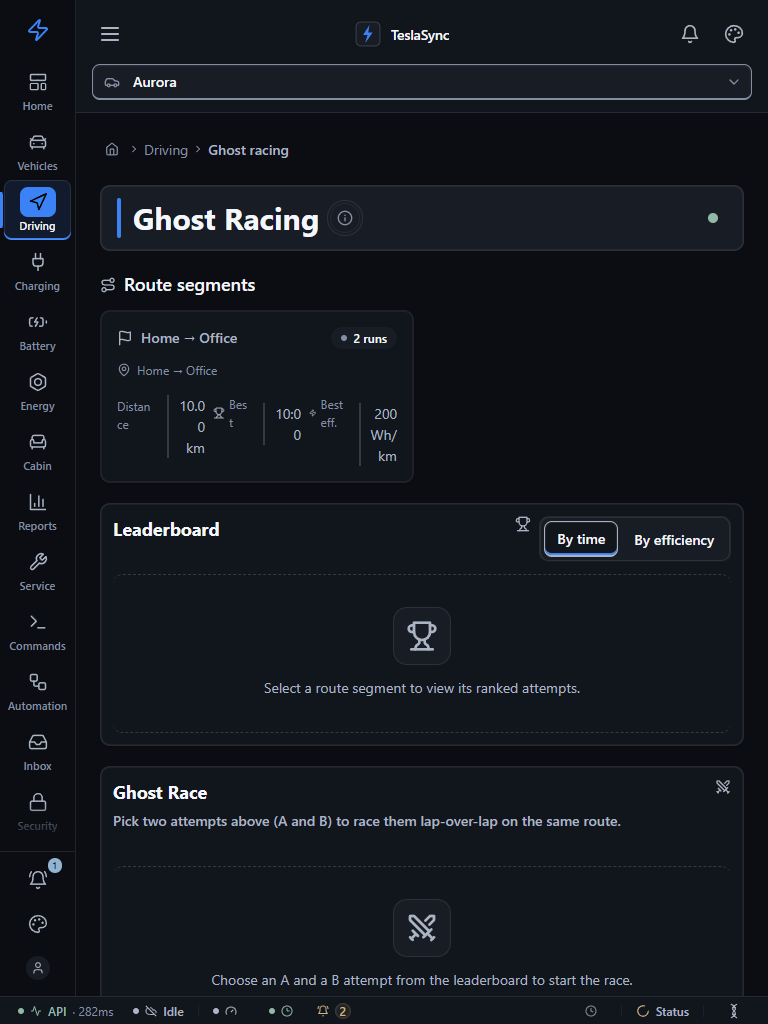 TeslaSync
Aurora
Home
Vehicles
Driving
Charging
Battery
Energy
Cabin
Reports
Service
Commands
Automation
Inbox
Security
1
Driving
Ghost racing
Ghost Racing
Route segments
Home → Office
2 runs
Home → Office
Distan
ce
10.0
0
km
Bes
t
10:0
0
Best
eff.
200
Wh/
km
Leaderboard
By time
By efficiency
Select a route segment to view its ranked attempts.
Ghost Race
Pick two attempts above (A and B) to race them lap-over-lap on the same route.
Choose an A and a B attempt from the leaderboard to start the race.
API · 282ms
Idle
2
Status